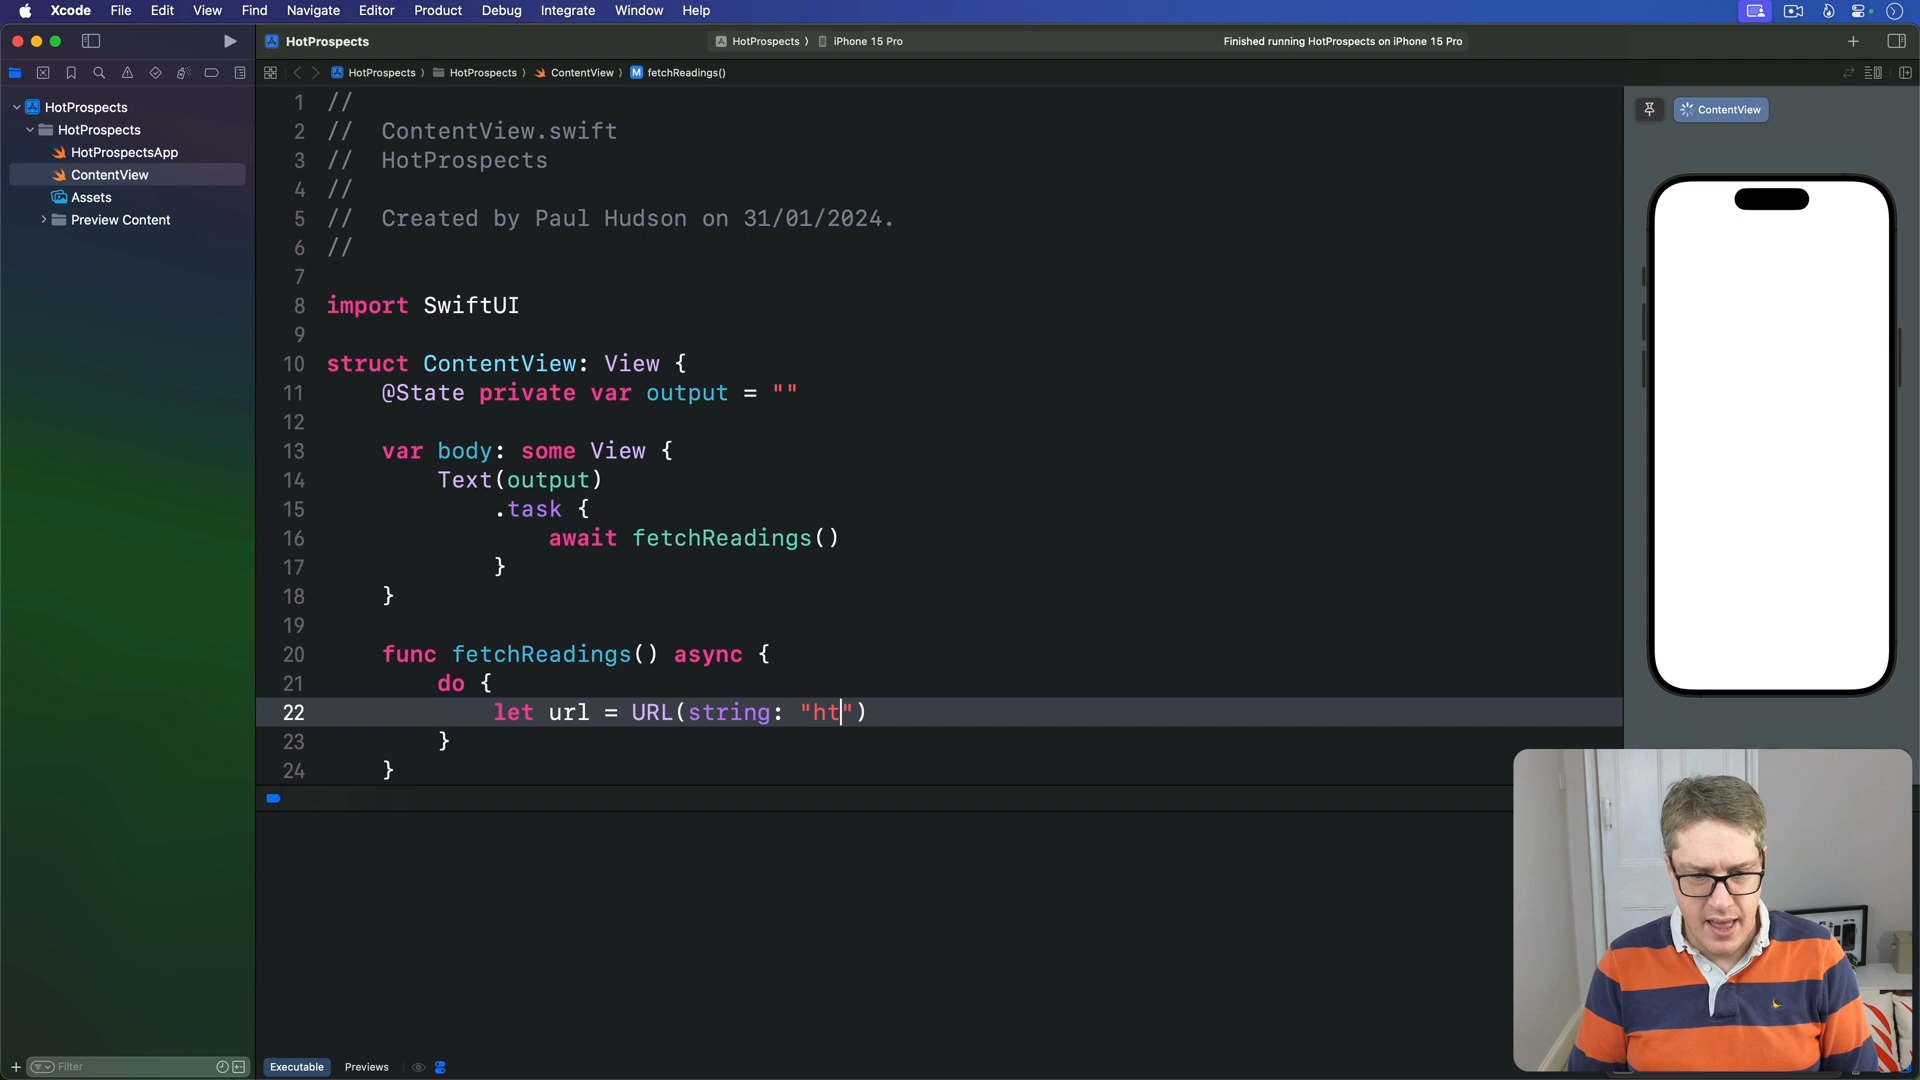 Xcode File Edit View Find Navigate Editor Product Debug Integrate Window Help
HotProspects
HotProspects 〉 iPhone 15 Pro
Finished running HotProspects on iPhone 15 Pro
HotProspects 〉 HotProspects 〉 ContentView 〉 M fetchReadings()
HotProspects
HotProspects
HotProspectsApp
ContentView
Assets
Preview Content
1 //
2 //  ContentView.swift
3 //  HotProspects
4 //
5 //  Created by Paul Hudson on 31/01/2024.
6 //
7
8 import SwiftUI
9
10 struct ContentView: View {
11     @State private var output = ""
12
13     var body: some View {
14         Text(output)
15             .task {
16                 await fetchReadings()
17             }
18     }
19
20     func fetchReadings() async {
21         do {
22             let url = URL(string: "ht")
23         }
24     }
ContentView
Filter
Executable Previews